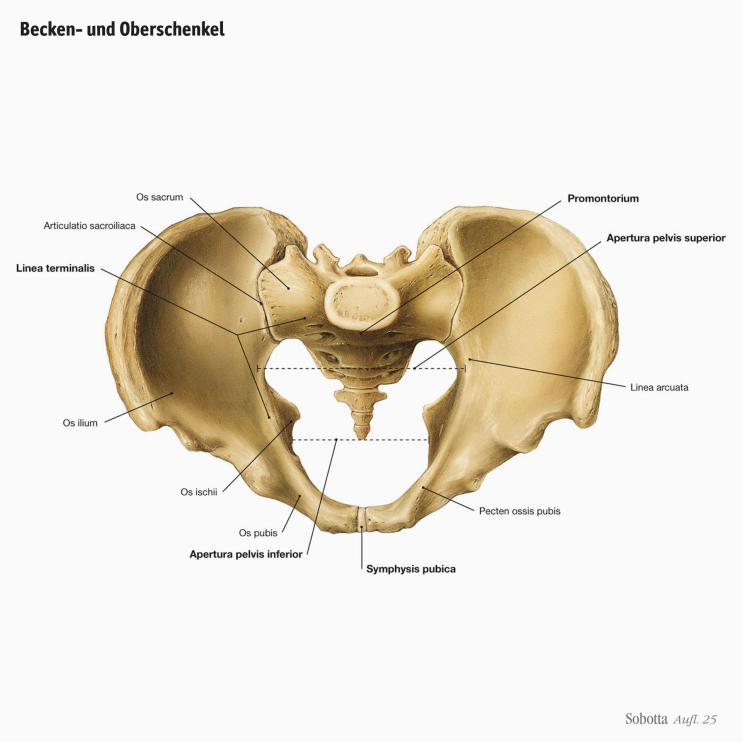 Becken- und Oberschenkel
Os sacrum
Promontorium
Articulatio sacroiliaca
Apertura pelvis superior
Linea terminalis
Linea arcuata
Os ilium
Os ischii
Pecten ossis pubis
Os pubis
Apertura pelvis inferior
Symphysis pubica
Sobotta Aufl. 25